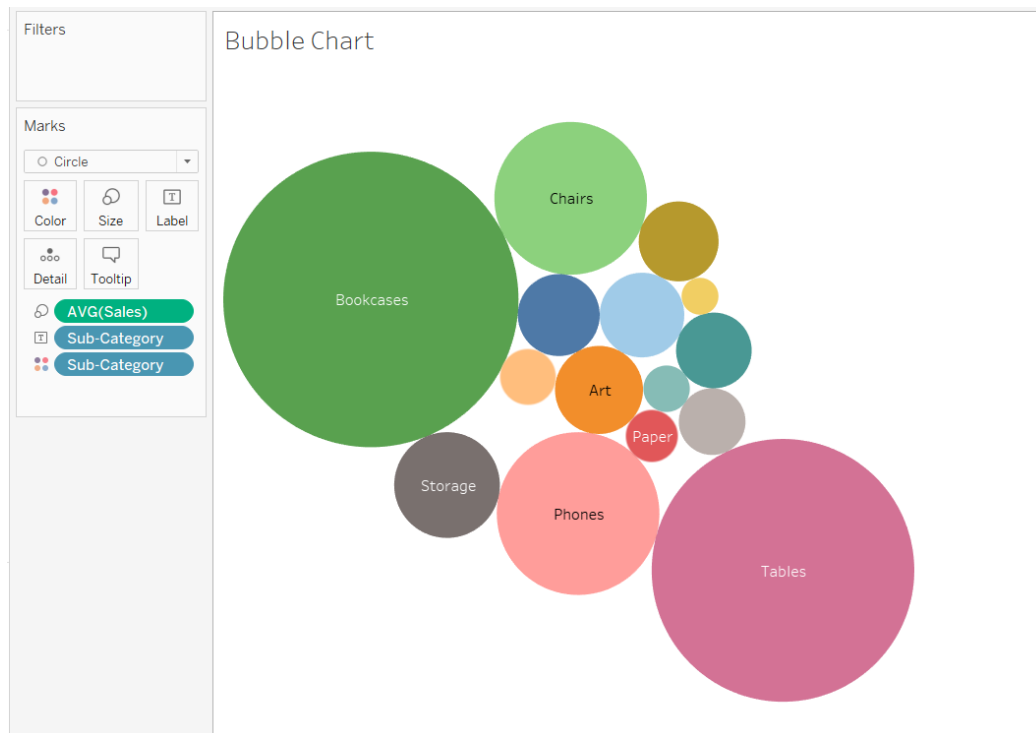 Filters
Marks
Circle
Color
Size
T
Label
Detail
Tooltip
AVG(Sales)
T
Sub-Category
Sub-Category
Bubble Chart
Chairs
Bookcases
Art
Paper
Storage
Phones
Tables